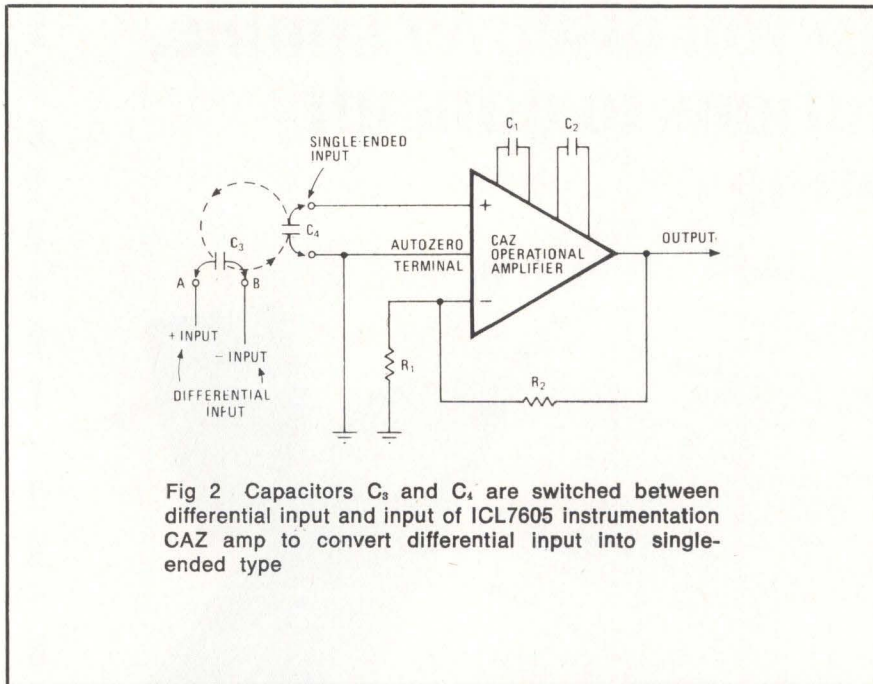 SINGLE-ENDED
INPUT
C₁
C₂
C₄
C₃
A
B
+
AUTOZERO
TERMINAL
CAZ
OPERATIONAL
AMPLIFIER
−
OUTPUT
+ INPUT
− INPUT
DIFFERENTIAL
INPUT
R₁
R₂
Fig 2 Capacitors C₃ and C₄ are switched between
differential input and input of ICL7605 instrumentation
CAZ amp to convert differential input into single-
ended type